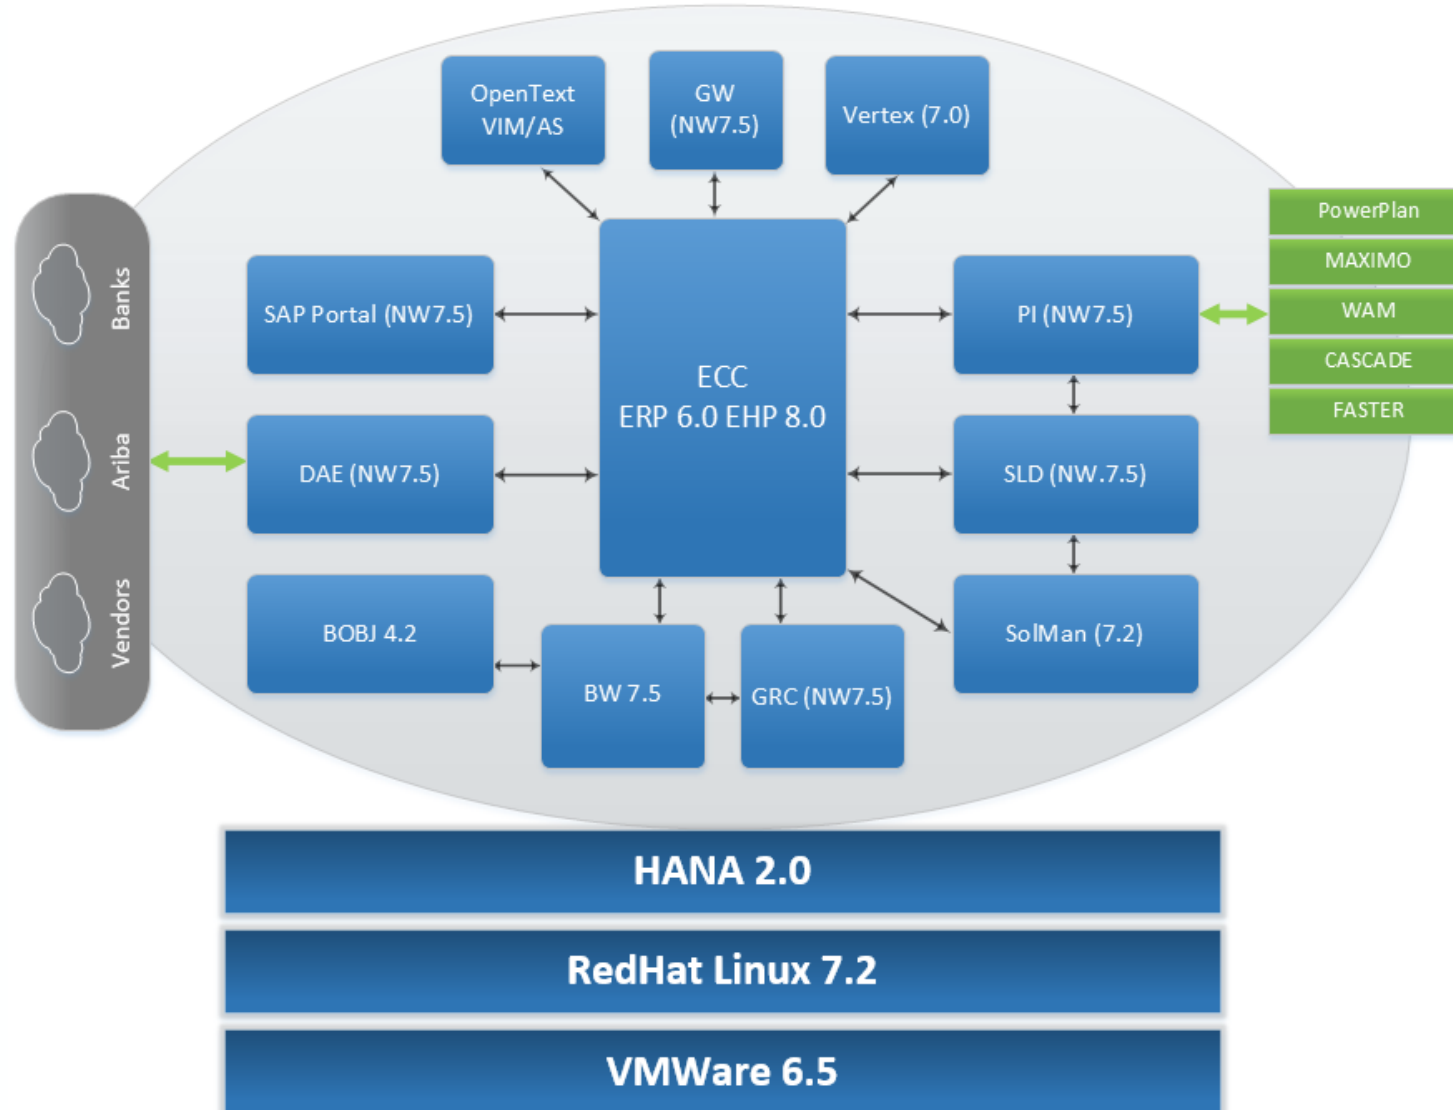 OpenText
VIM/AS
GW
(NW7.5)
Vertex (7.0)
Banks
Ariba
Vendors
SAP Portal (NW7.5)
DAE (NW7.5)
BOBJ 4.2
ECC
ERP 6.0 EHP 8.0
BW 7.5
GRC (NW7.5)
PI (NW7.5)
SLD (NW.7.5)
SolMan (7.2)
PowerPlan
MAXIMO
WAM
CASCADE
FASTER
HANA 2.0
RedHat Linux 7.2
VMWare 6.5